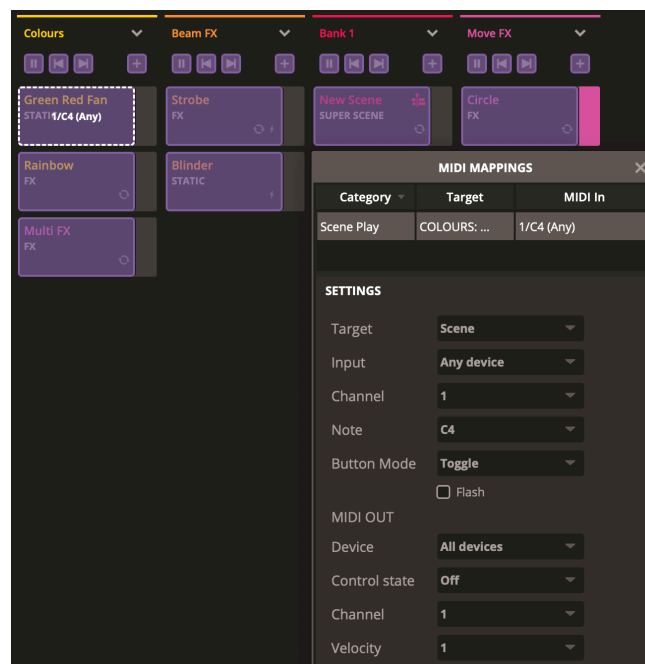 Colours
Beam FX
Bank 1
Move FX
Green Red Fan
STATI
1/C4 (Any)
Strobe
FX
New Scene
SUPER SCENE
Circle
FX
Rainbow
FX
Blinder
STATIC
Multi FX
FX
MIDI MAPPINGS
Category Target MIDI In
Scene Play COLOURS: ... 1/C4 (Any)
SETTINGS
Target Scene
Input Any device
Channel 1
Note C4
Button Mode Toggle
Flash
MIDI OUT
Device All devices
Control state Off
Channel 1
Velocity 1